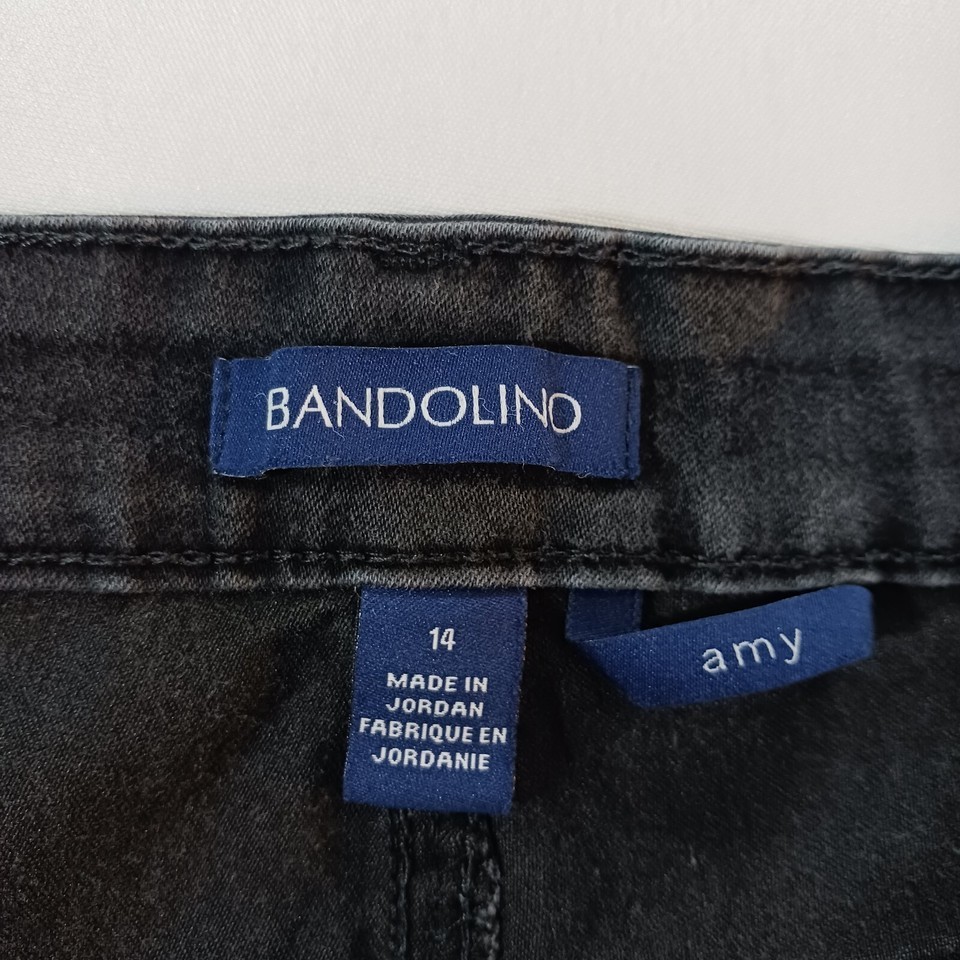 BANDOLINO
14
MADE IN
JORDAN
FABRIQUE EN
JORDANIE
amy